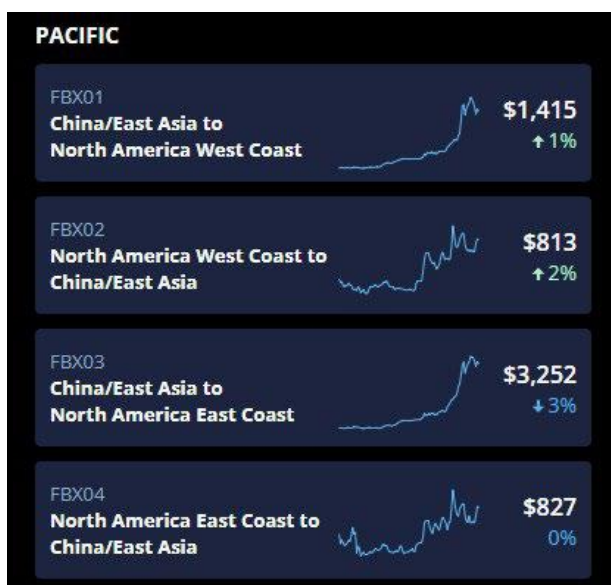 PACIFIC
FBX01
China/East Asia to
North America West Coast
$1,415
↑ 1%
FBX02
North America West Coast to
China/East Asia
$813
↑ 2%
FBX03
China/East Asia to
North America East Coast
$3,252
↓ 3%
FBX04
North America East Coast to
China/East Asia
$827
0%